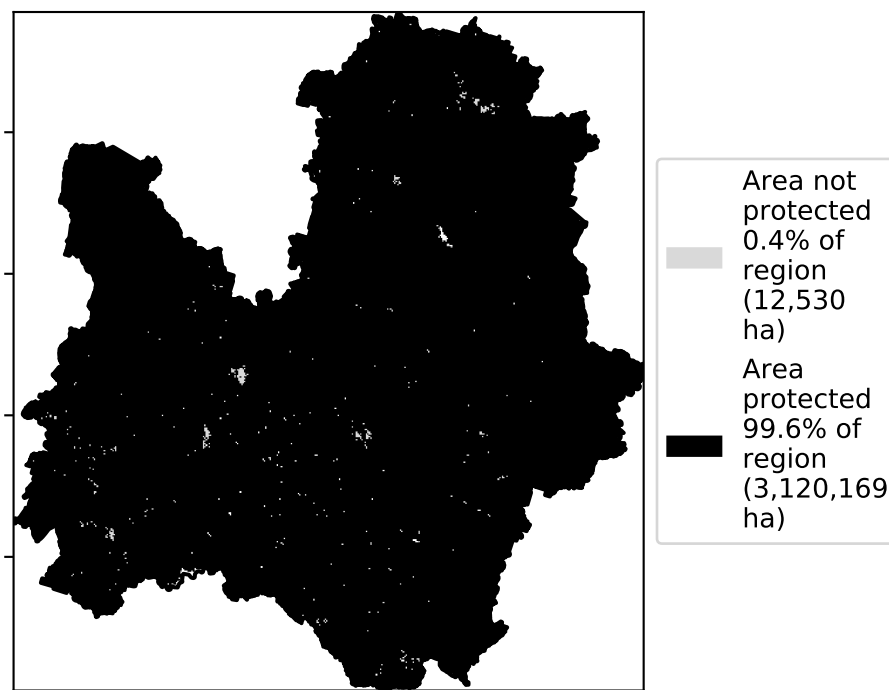 Area not
protected
0.4% of
region
(12,530
ha)
Area
protected
99.6% of
region
(3,120,169
ha)